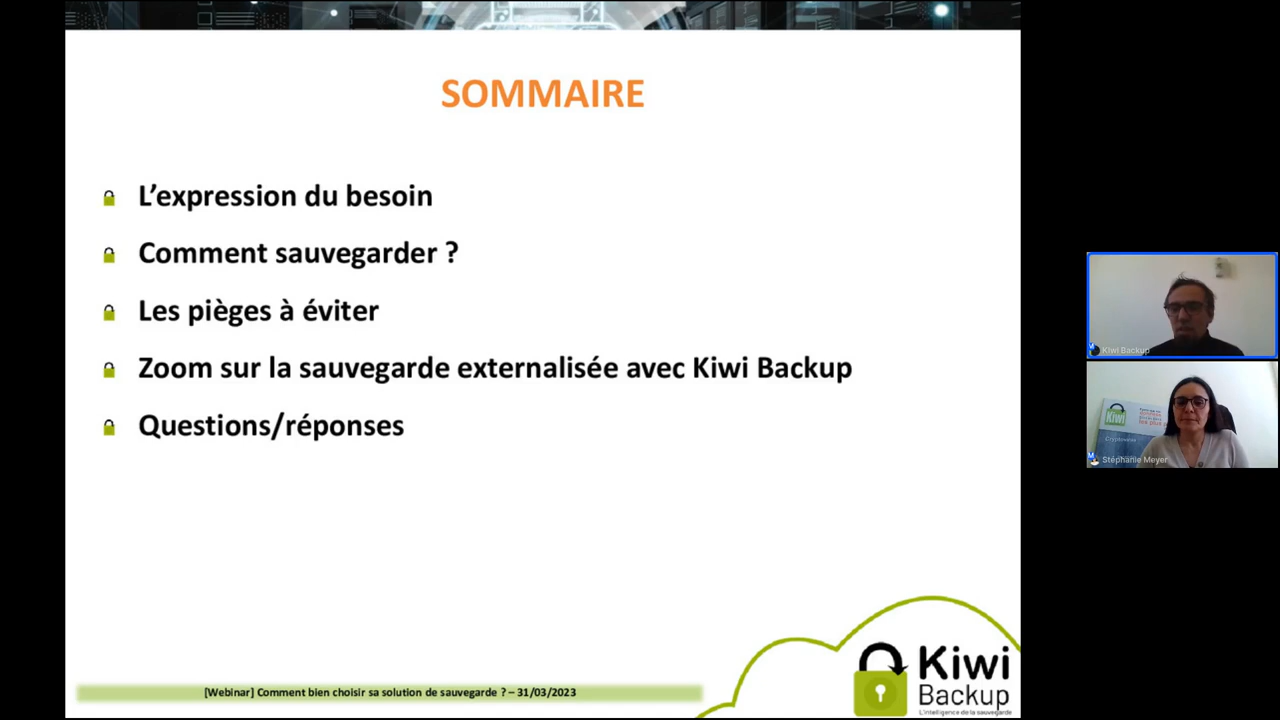 SOMMAIRE
L’expression du besoin
Comment sauvegarder ?
Les pièges à éviter
Zoom sur la sauvegarde externalisée avec Kiwi Backup
Questions/réponses
[Webinar] Comment bien choisir sa solution de sauvegarde ? – 31/03/2023
Kiwi
Backup
L'intelligence de la sauvegarde
Kiwi Backup
Kiwi
Stéphanie Meyer